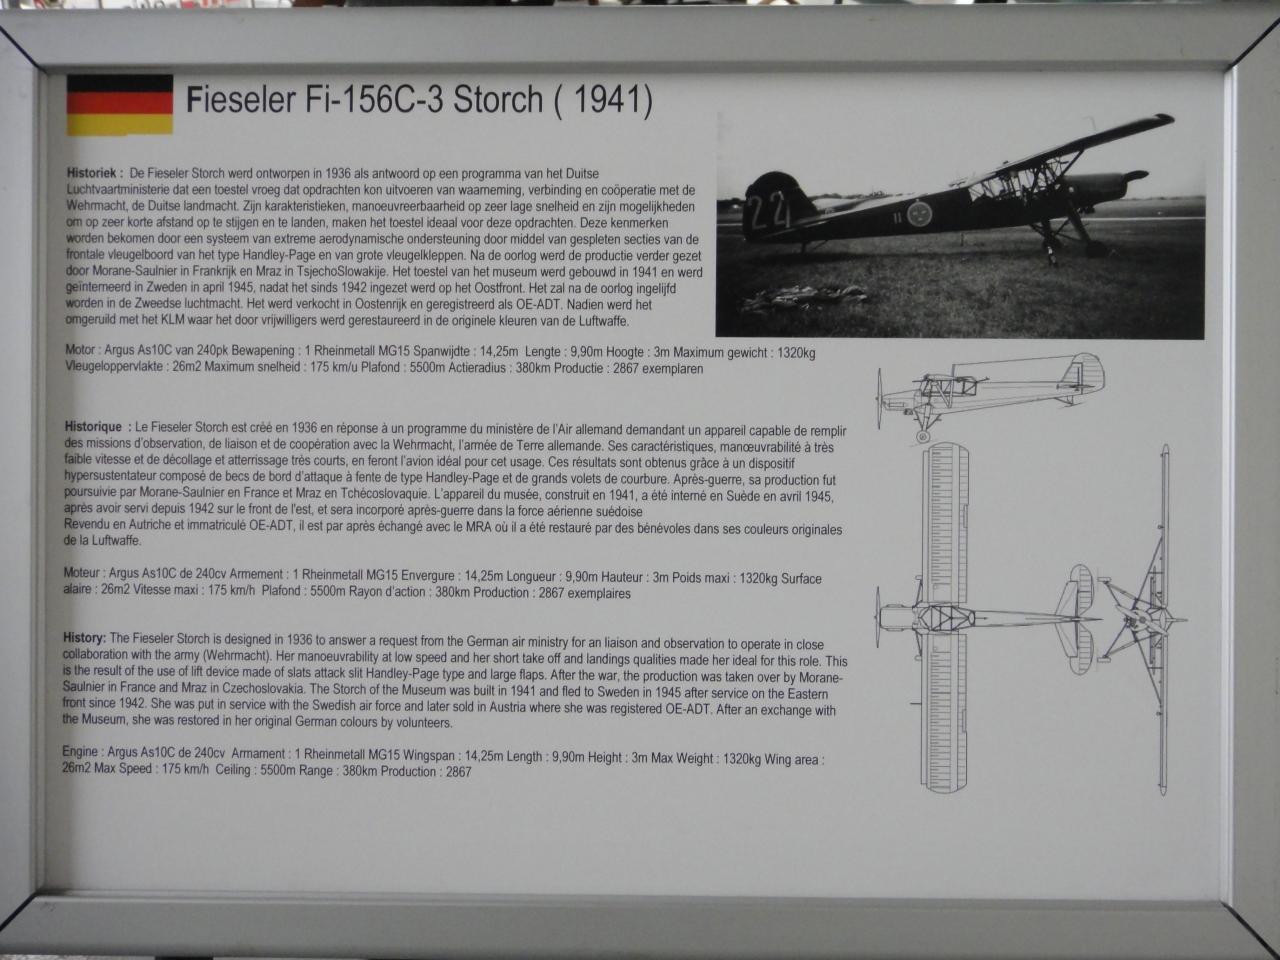 Fieseler Fi-156C-3 Storch ( 1941)
Historiek : De Fieseler Storch werd ontworpen in 1936 als antwoord op een programma van het Duitse
Luchtvaartministerie dat een toestel vroeg dat opdrachten kon uitvoeren van waarneming, verbinding en coöperatie met de
Wehrmacht, de Duitse landmacht. Zijn karakteristieken, manoeuvreerbaarheid op zeer lage snelheid en zijn mogelijkheden
om op zeer korte afstand op te stijgen en te landen, maken het toestel ideaal voor deze opdrachten. Deze kenmerken
worden bekomen door een systeem van extreme aerodynamische ondersteuning door middel van gespleten secties van de
frontale vleugelboord van het type Handley-Page en van grote vleugelkleppen. Na de oorlog werd de productie verder gezet
door Morane-Saulnier in Frankrijk en Mraz in TsjechoSlowakije. Het toestel van het museum werd gebouwd in 1941 en werd
geïnterneerd in Zweden in april 1945, nadat het sinds 1942 ingezet werd op het Oostfront. Het zal na de oorlog ingelijfd
worden in de Zweedse luchtmacht. Het werd verkocht in Oostenrijk en geregistreerd als OE-ADT. Nadien werd het
omgeruild met het KLM waar het door vrijwilligers werd gerestaureerd in de originele kleuren van de Luftwaffe.
Motor : Argus As10C van 240pk Bewapening : 1 Rheinmetall MG15 Spanwijdte : 14,25m Lengte : 9,90m Hoogte : 3m Maximum gewicht : 1320kg
Vleugeloppervlakte : 26m2 Maximum snelheid : 175 km/u Plafond : 5500m Actieradius : 380km Productie : 2867 exemplaren
Historique : Le Fieseler Storch est créé en 1936 en réponse à un programme du ministère de l'Air allemand demandant un appareil capable de remplir
des missions d'observation, de liaison et de coopération avec la Wehrmacht, l'armée de Terre allemande. Ses caractéristiques, manœuvrabilité à très
faible vitesse et de décollage et atterrissage très courts, en feront l'avion idéal pour cet usage. Ces résultats sont obtenus grâce à un dispositif
hypersustentateur composé de becs de bord d'attaque à fente de type Handley-Page et de grands volets de courbure. Après-guerre, sa production fut
poursuivie par Morane-Saulnier en France et Mraz en Tchécoslovaquie. L'appareil du musée, construit en 1941, a été interné en Suède en avril 1945,
après avoir servi depuis 1942 sur le front de l'est, et sera incorporé après-guerre dans la force aérienne suédoise
Revendu en Autriche et immatriculé OE-ADT, il est par après échangé avec le MRA où il a été restauré par des bénévoles dans ses couleurs originales
de la Luftwaffe.
Moteur : Argus As10C de 240cv Armement : 1 Rheinmetall MG15 Envergure : 14,25m Longueur : 9,90m Hauteur : 3m Poids maxi : 1320kg Surface
alaire : 26m2 Vitesse maxi : 175 km/h Plafond : 5500m Rayon d'action : 380km Production : 2867 exemplaires
History: The Fieseler Storch is designed in 1936 to answer a request from the German air ministry for an liaison and observation to operate in close
collaboration with the army (Wehrmacht). Her manoeuvrability at low speed and her short take off and landings qualities made her ideal for this role. This
is the result of the use of lift device made of slats attack slit Handley-Page type and large flaps. After the war, the production was taken over by Morane-
Saulnier in France and Mraz in Czechoslovakia. The Storch of the Museum was built in 1941 and fled to Sweden in 1945 after service on the Eastern
front since 1942. She was put in service with the Swedish air force and later sold in Austria where she was registered OE-ADT. After an exchange with
the Museum, she was restored in her original German colours by volunteers.
Engine : Argus As10C de 240cv Armament : 1 Rheinmetall MG15 Wingspan : 14,25m Length : 9,90m Height : 3m Max Weight : 1320kg Wing area :
26m2 Max Speed : 175 km/h Ceiling : 5500m Range : 380km Production : 2867
22
11